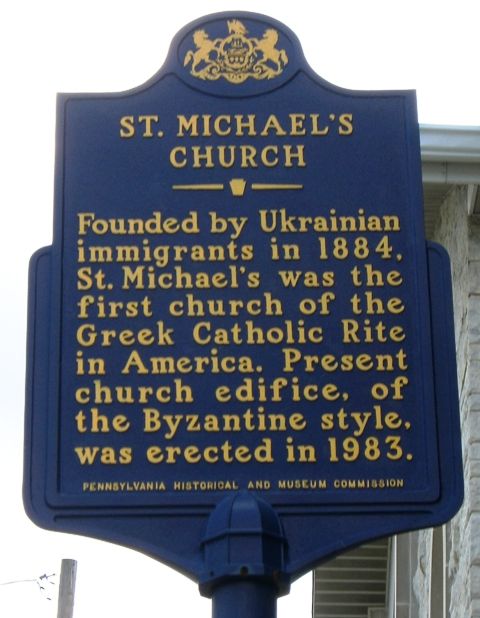 ST. MICHAEL'S
CHURCH
Founded by Ukrainian
immigrants in 1884,
St. Michael's was the
first church of the
Greek Catholic Rite
in America. Present
church edifice, of
the Byzantine style,
was erected in 1983.
PENNSYLVANIA HISTORICAL AND MUSEUM COMMISSION